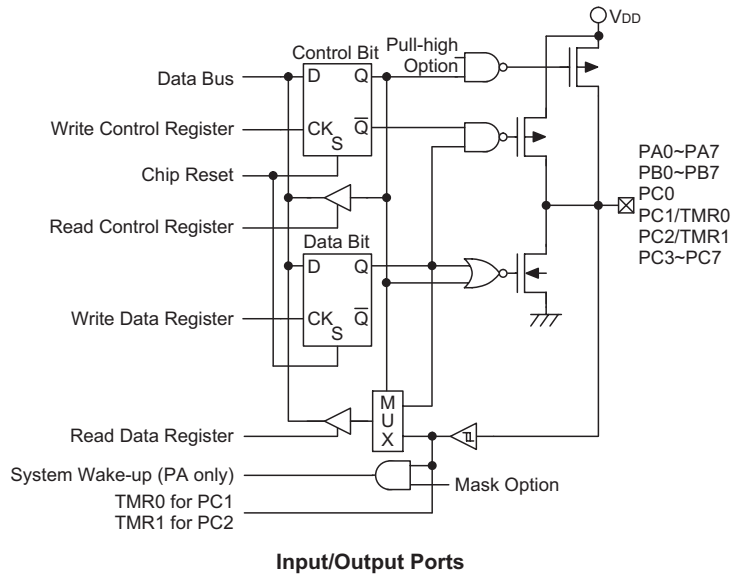 VDD
Control Bit
Pull-high
Option
Data Bus
D
Q
Write Control Register
CK
Q
S
Chip Reset
Read Control Register
Data Bit
D
Q
Write Data Register
CK
Q
S
PA0~PA7
PB0~PB7
PC0
PC1/TMR0
PC2/TMR1
PC3~PC7
M
U
X
Read Data Register
System Wake-up (PA only)
Mask Option
TMR0 for PC1
TMR1 for PC2
Input/Output Ports